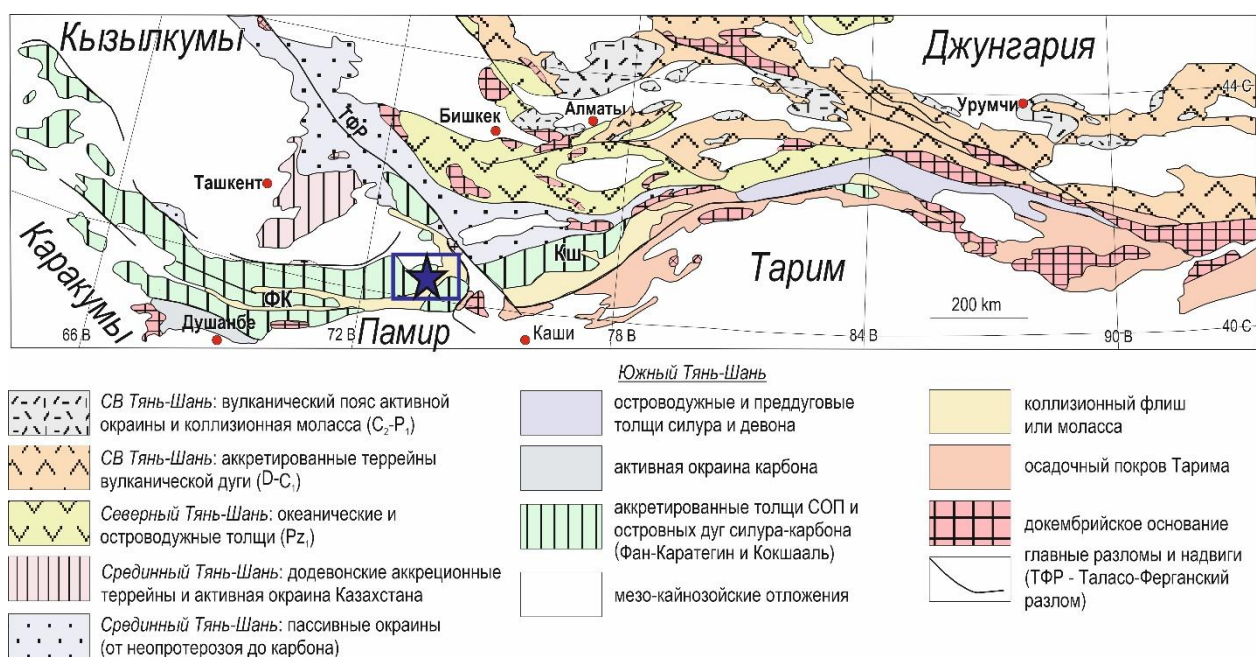 Кызылкумы
Джунгария
44 С
Урумчи
Алматы
Бишкек
ТФР
Ташкент
Каракумы
Кш
Тарим
ФК
200 km
Душанбе
Памир
Каши
66 В
72 В
78 В
84 В
90 В
40 С
СВ Тянь-Шань: вулканический пояс активной
окраины и коллизионная моласса (C₂-P₁)
СВ Тянь-Шань: аккретированные террейны
вулканической дуги (D-C₁)
Северный Тянь-Шань: океанические и
островодужные толщи (Pz₁)
Срединный Тянь-Шань: додевонские аккреционные
террейны и активная окраина Казахстана
Срединный Тянь-Шань: пассивные окраины
(от неопротерозоя до карбона)
Южный Тянь-Шань
островодужные и преддуговые
толщи силура и девона
активная окраина карбона
аккретированные толщи СОП и
островных дуг силура-карбона
(Фан-Каратегин и Кокшааль)
мезо-кайнозойские отложения
коллизионный флиш
или моласса
осадочный покров Тарима
докембрийское основание
главные разломы и надвиги
(ТФР - Таласо-Ферганский
разлом)